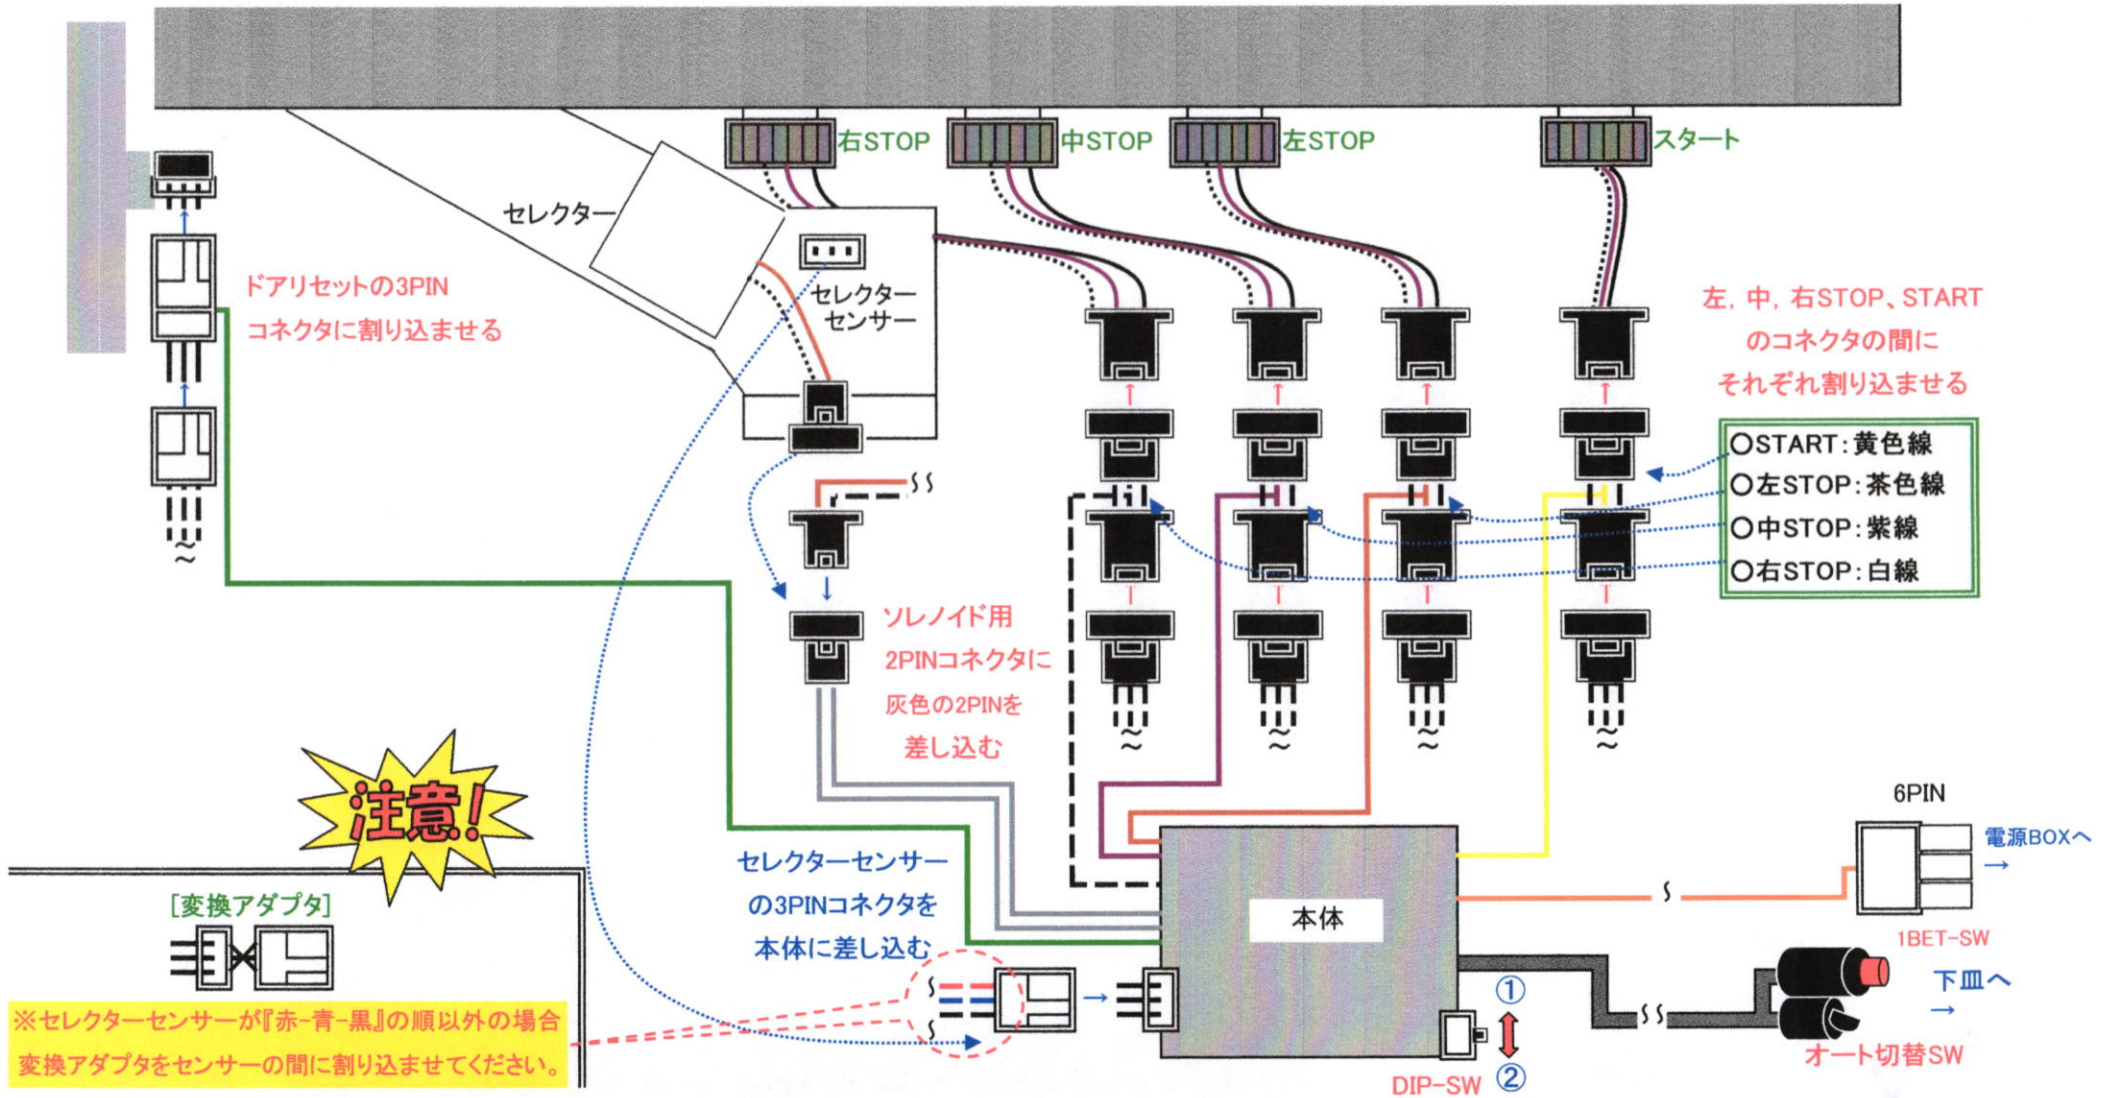 右STOP
中STOP
左STOP
スタート
セレクター
セレクター
センサー
ドアリセットの3PIN
コネクタに割り込ませる
左, 中, 右STOP、START
のコネクタの間に
それぞれ割り込ませる
○START:黄色線
○左STOP:茶色線
○中STOP:紫線
○右STOP:白線
ソレノイド用
2PINコネクタに
灰色の2PINを
差し込む
注意!
[変換アダプタ]
※セレクターセンサーが『赤-青-黒』の順以外の場合
変換アダプタをセンサーの間に割り込ませてください。
セレクターセンサー
の3PINコネクタを
本体に差し込む
本体
6PIN
電源BOXへ
→
1BET-SW
下皿へ
→
オート切替SW
DIP-SW
①
②